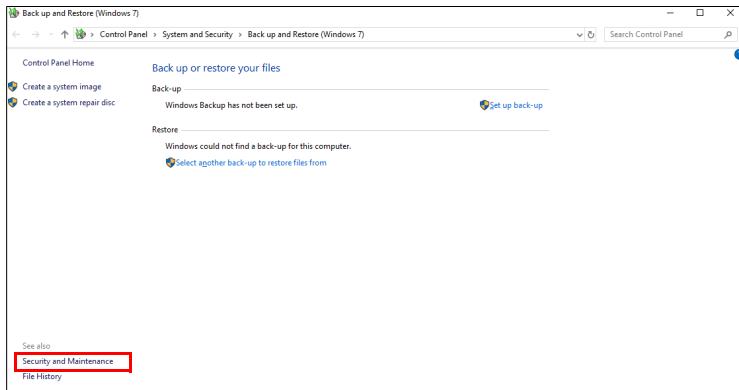 Back up and Restore (Windows 7)
Control Panel > System and Security > Back up and Restore (Windows 7)
Search Control Panel
Control Panel Home
Create a system image
Create a system repair disc
Back up or restore your files
Back-up
Windows Backup has not been set up.
Set up back-up
Restore
Windows could not find a back-up for this computer.
Select another back-up to restore files from
See also
Security and Maintenance
File History